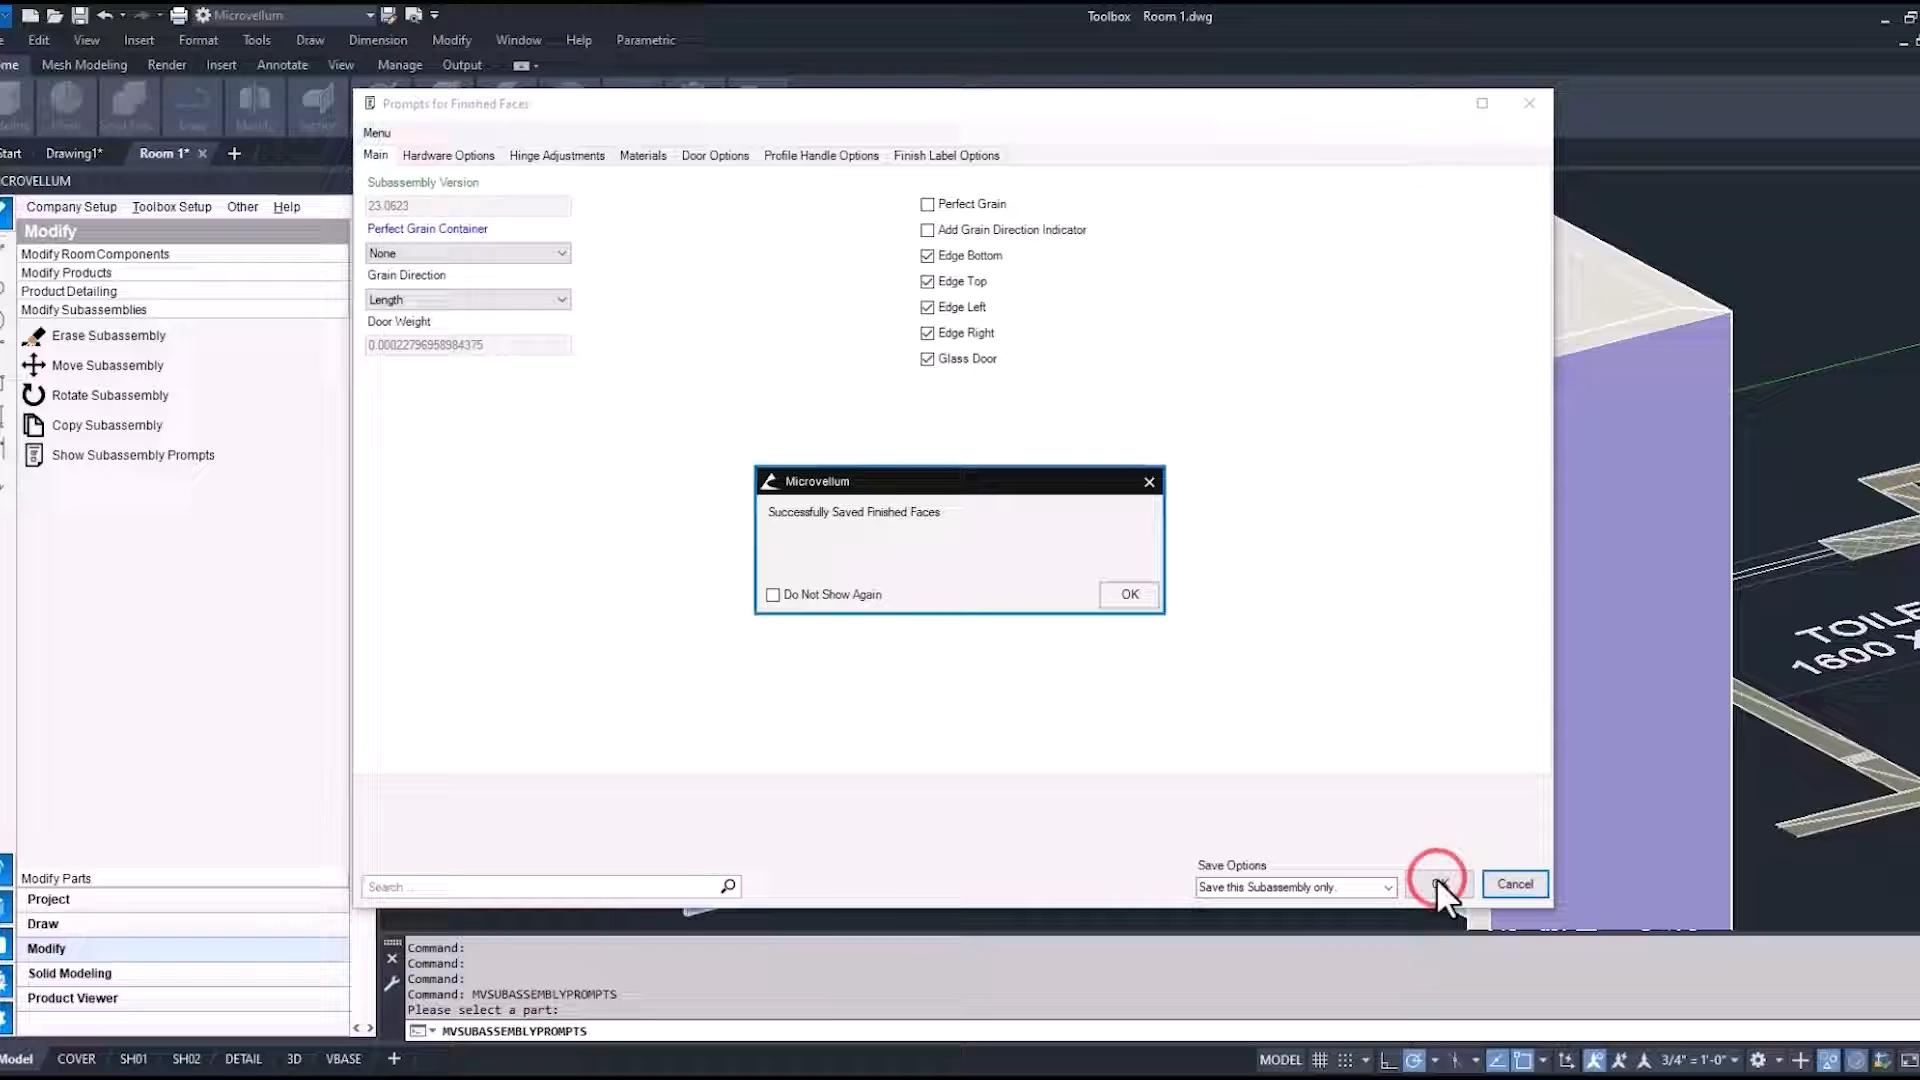 Microvellum
Toolbox Room 1.dwg
Edit View Insert Format Tools Draw Dimension Modify Window Help Parametric
Mesh Modeling Render Insert Annotate View Manage Output
Drawing1* Room 1* +
Prompts for Finished Faces
Menu
Main Hardware Options Hinge Adjustments Materials Door Options Profile Handle Options Finish Label Options
Company Setup Toolbox Setup Other Help
Modify
Modify Room Components
Modify Products
Product Detailing
Modify Subassemblies
Erase Subassembly
Move Subassembly
Rotate Subassembly
Copy Subassembly
Show Subassembly Prompts
Modify Parts
Project
Draw
Modify
Solid Modeling
Product Viewer
Subassembly Version
23.0623
Perfect Grain Container
None
Grain Direction
Length
Door Weight
0.00022796958984375
Perfect Grain
Add Grain Direction Indicator
Edge Bottom
Edge Top
Edge Left
Edge Right
Glass Door
Microvellum
Successfully Saved Finished Faces
Do Not Show Again OK
Search ...
Save Options
Save this Subassembly only.
Cancel
1600 X
Command:
Command:
Command:
Command: MVSUBASSEMBLYPROMPTS
Please select a part:
MVSUBASSEMBLYPROMPTS
COVER SH01 SH02 DETAIL 3D VBASE +
MODEL 3/4" = 1'-0"